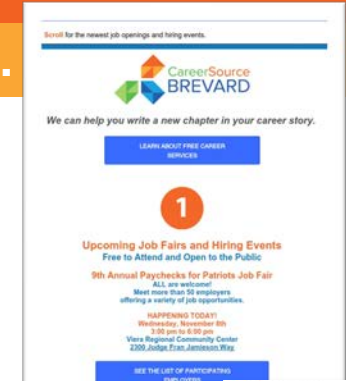 Scroll for the newest job openings and hiring events.
CareerSource
BREVARD
We can help you write a new chapter in your career story.
LEARN ABOUT FREE CAREER
SERVICES
1
Upcoming Job Fairs and Hiring Events
Free to Attend and Open to the Public
9th Annual Paychecks for Patriots Job Fair
ALL are welcome!
Meet more than 50 employers
offering a variety of job opportunities.
HAPPENING TODAY!
Wednesday, November 8th
3:00 pm to 6:00 pm
Viera Regional Community Center
2300 Judge Fran Jamieson Way
SEE THE LIST OF PARTICIPATING
EMPLOYERS